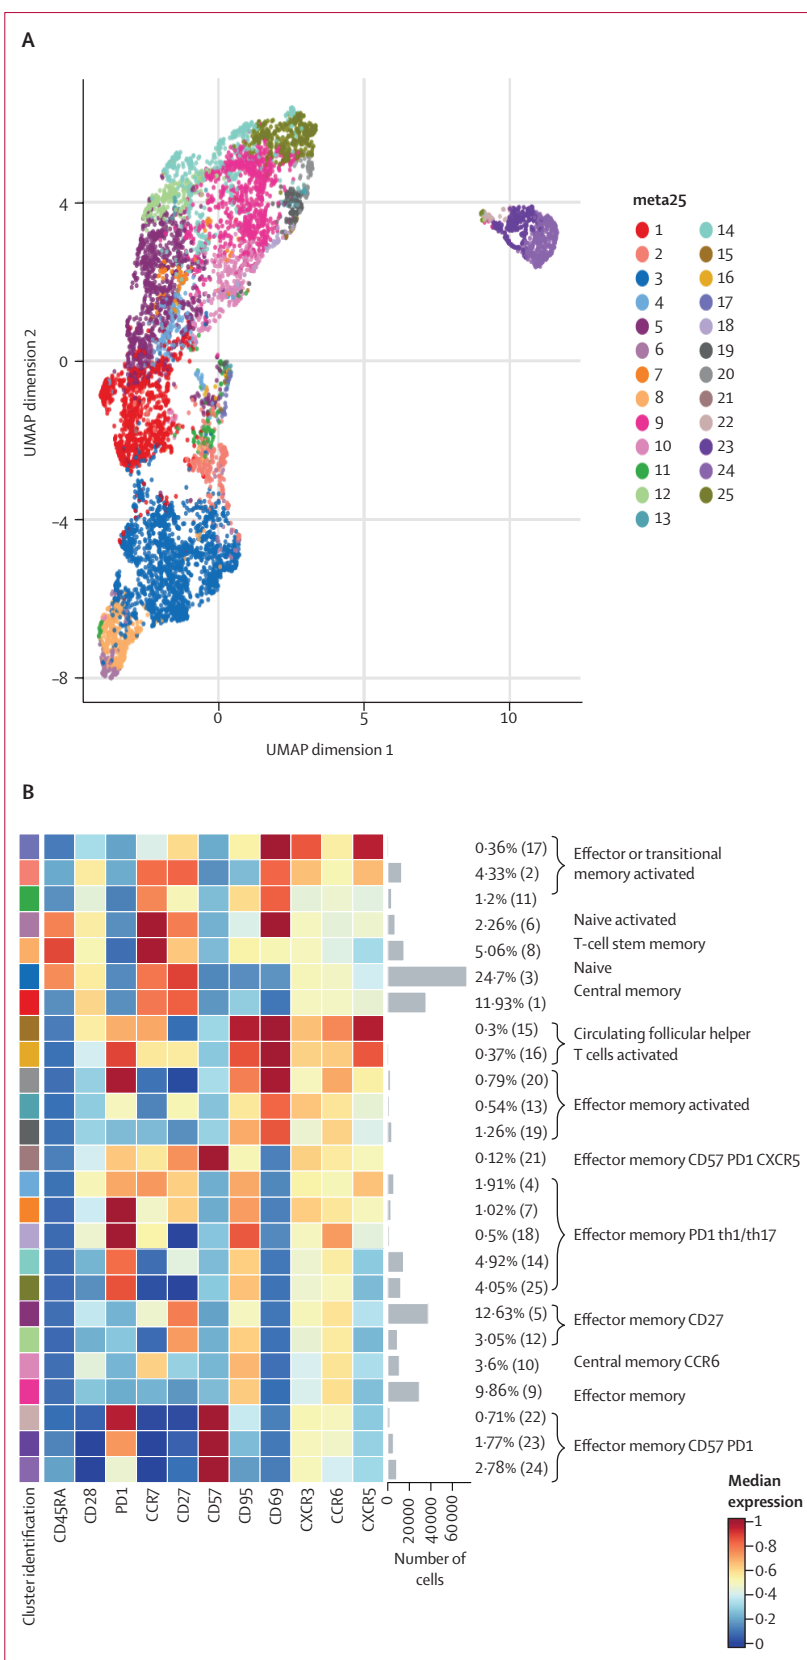 A
4
0
−4
−8
UMAP dimension 2
0 5 10
UMAP dimension 1
meta25
1 14
2 15
3 16
4 17
5 18
6 19
7 20
8 21
9 22
10 23
11 24
12 25
13
B
0·36% (17)
4·33% (2)
1·2% (11)
Effector or transitional
memory activated
2·26% (6) Naive activated
5·06% (8) T-cell stem memory
24·7% (3) Naive
11·93% (1) Central memory
0·3% (15)
0·37% (16)
Circulating follicular helper
T cells activated
0·79% (20)
0·54% (13) Effector memory activated
1·26% (19)
0·12% (21) Effector memory CD57 PD1 CXCR5
1·91% (4)
1·02% (7)
0·5% (18) Effector memory PD1 th1/th17
4·92% (14)
4·05% (25)
12·63% (5)
3·05% (12)
Effector memory CD27
3·6% (10) Central memory CCR6
9·86% (9) Effector memory
0·71% (22)
1·77% (23) Effector memory CD57 PD1
2·78% (24)
Cluster identification
CD45RA
CD28
PD1
CCR7
CD27
CD57
CD95
CD69
CXCR3
CCR6
CXCR5
0
20000
40000
60000
Number of
cells
Median
expression
1
0·8
0·6
0·4
0·2
0